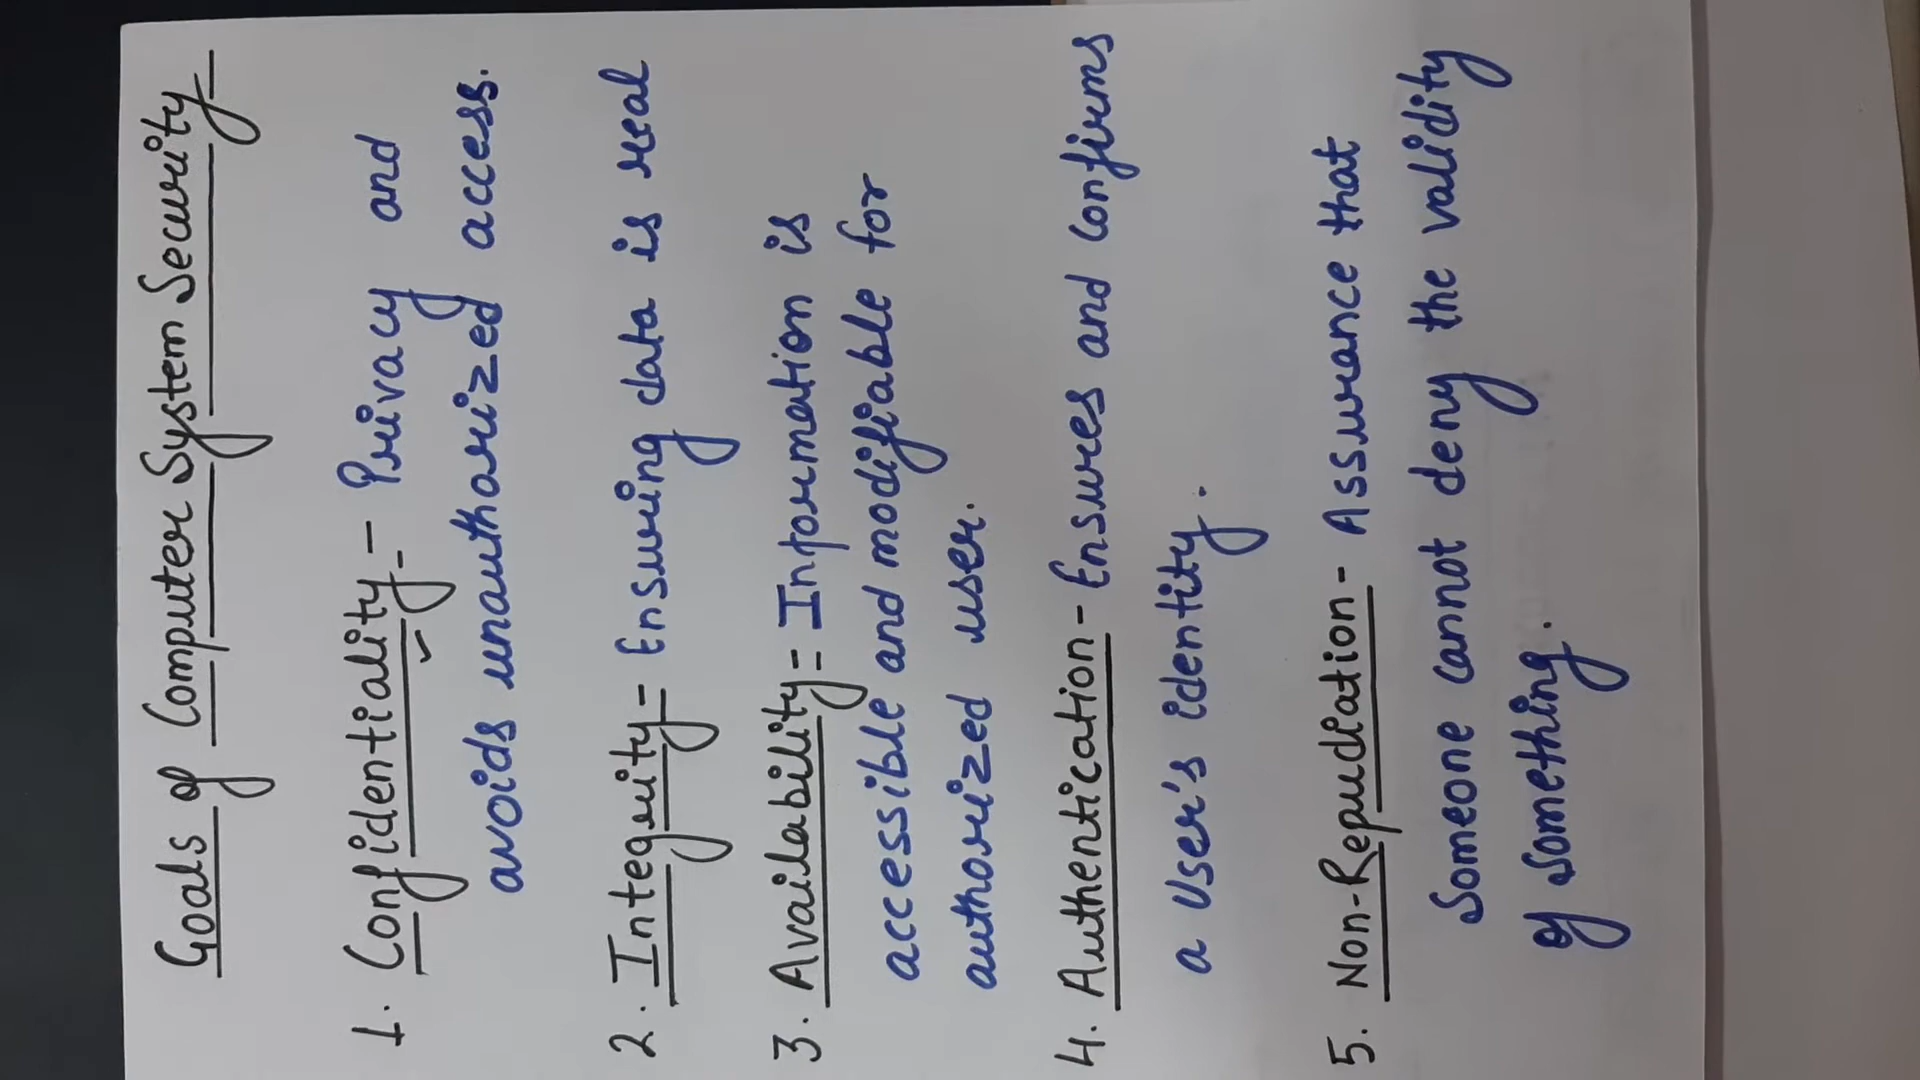 Goals of Computer System Security
1. Confidentiality - Privacy and
avoids unauthorized access.
2. Integrity = Ensuring data is real
3. Availability = Information is
accessible and modifiable for
authorized user.
4. Authentication - Ensures and confirms
a User's identity.
5. Non-Repudiation - Assurance that
Someone cannot deny the validity
of something.